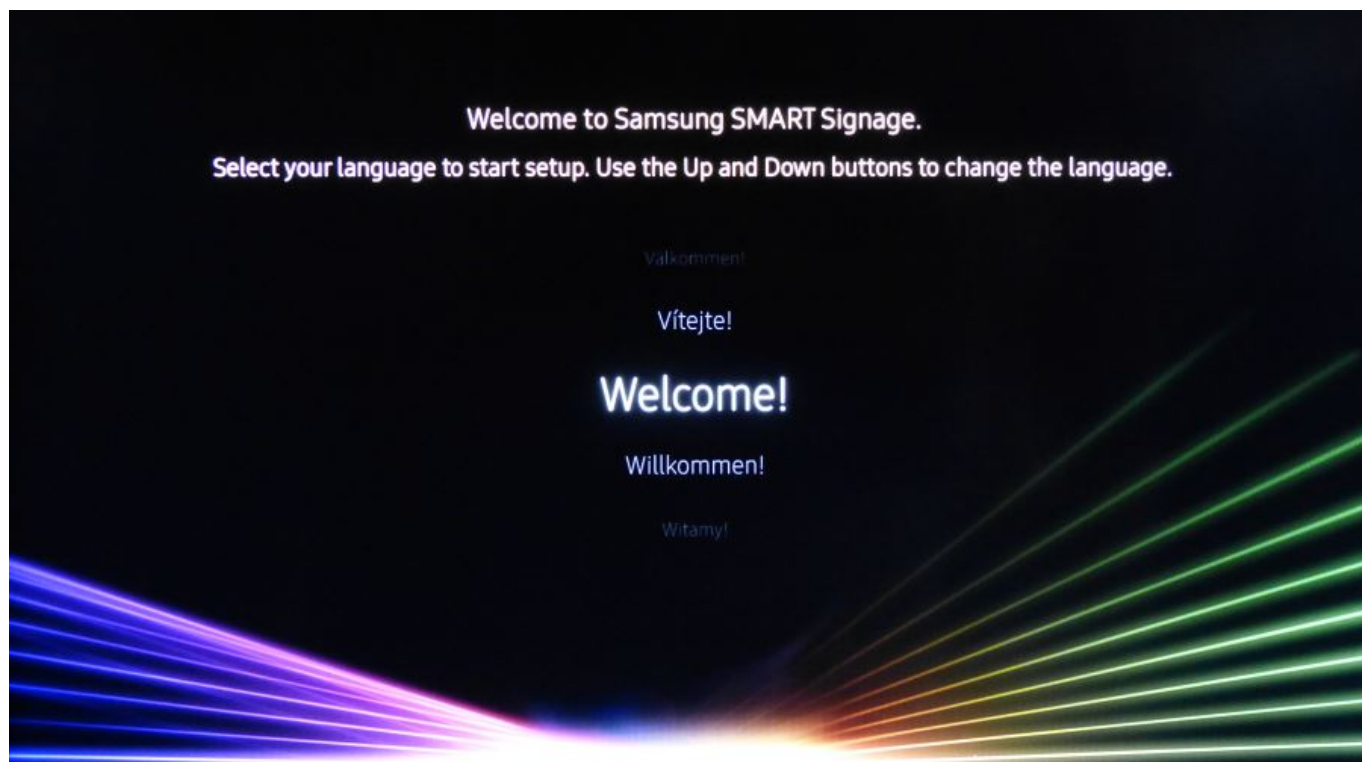 Welcome to Samsung SMART Signage.
Select your language to start setup. Use the Up and Down buttons to change the language.
Välkommen!
Vítejte!
Welcome!
Willkommen!
Witamy!